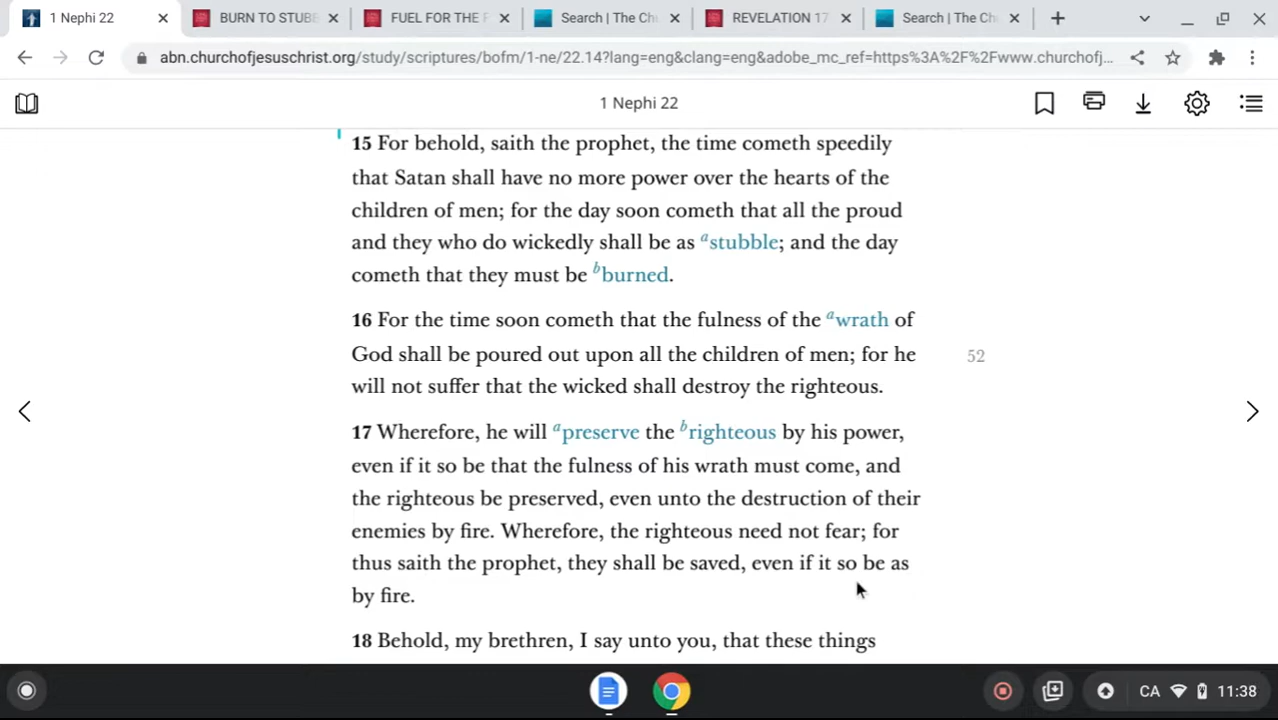 1 Nephi 22
BURN TO STUBB
FUEL FOR THE F
Search | The Chu
REVELATION 17
Search | The Chu
abn.churchofjesuschrist.org/study/scriptures/bofm/1-ne/22.14?lang=eng&clang=eng&adobe_mc_ref=https%3A%2F%2Fwww.churchofj...
1 Nephi 22
15 For behold, saith the prophet, the time cometh speedily
that Satan shall have no more power over the hearts of the
children of men; for the day soon cometh that all the proud
and they who do wickedly shall be as a stubble; and the day
cometh that they must be b burned.
16 For the time soon cometh that the fulness of the a wrath of
God shall be poured out upon all the children of men; for he
52
will not suffer that the wicked shall destroy the righteous.
17 Wherefore, he will a preserve the b righteous by his power,
even if it so be that the fulness of his wrath must come, and
the righteous be preserved, even unto the destruction of their
enemies by fire. Wherefore, the righteous need not fear; for
thus saith the prophet, they shall be saved, even if it so be as
by fire.
18 Behold, my brethren, I say unto you, that these things
CA 11:38